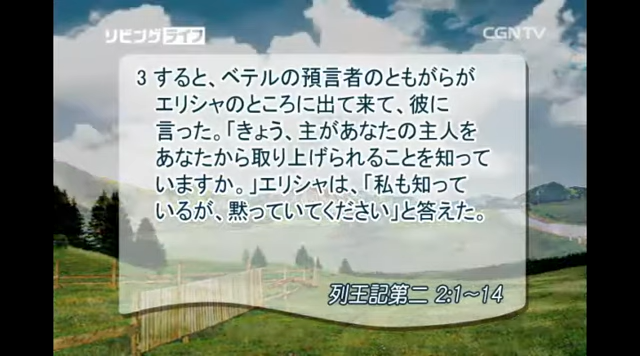 リビングライフ
CGNTV
3 すると、ベテルの預言者のともがらが
エリシャのところに出て来て、彼に
言った。「きょう、主があなたの主人を
あなたから取り上げられることを知って
いますか。」エリシャは、「私も知って
いるが、黙っていてください」と答えた。
列王記第二 2:1〜14